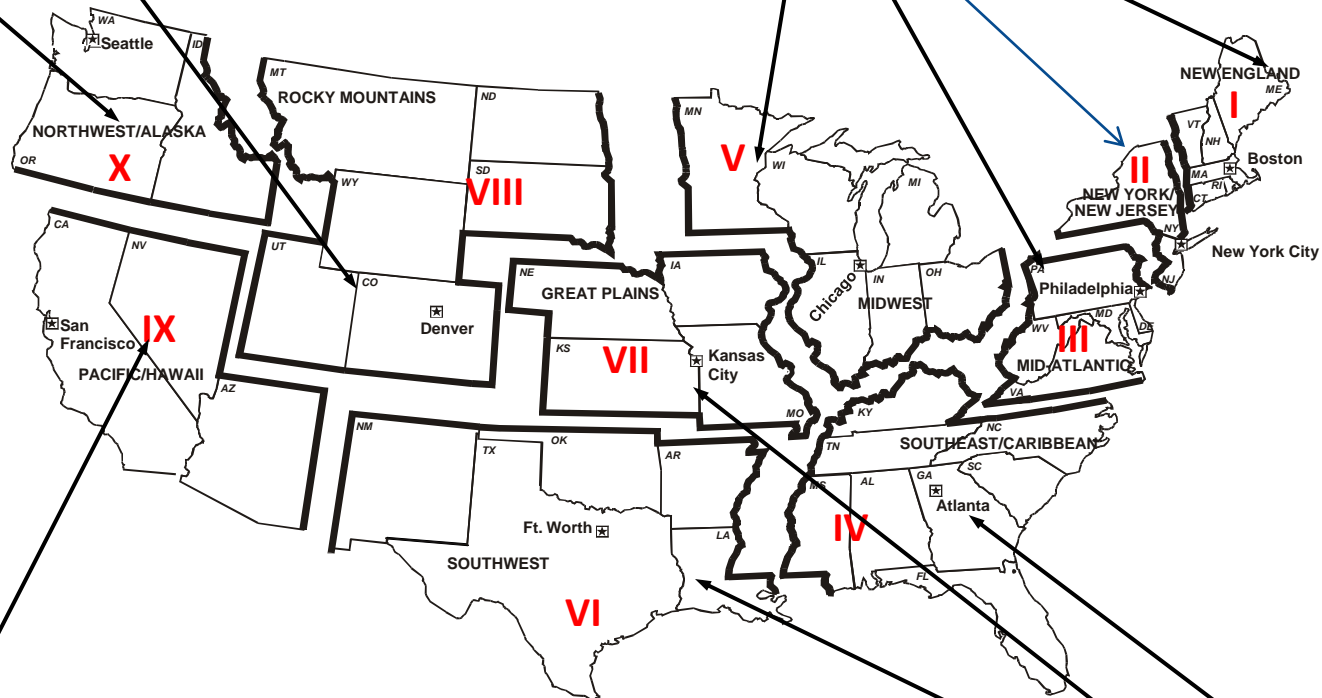 WA
Seattle
ID
NORTHWEST/ALASKA
OR
X
MT
ROCKY MOUNTAINS
ND
SD
VIII
WY
UT
CO
Denver
CA
NV
San
Francisco
IX
PACIFIC/HAWAII
AZ
NE
GREAT PLAINS
IA
KS
VII
Kansas
City
MO
MN
V
WI
MI
IL
Chicago
IN
OH
MIDWEST
NEW ENGLAND
ME
I
VT
NH
Boston
MA
RI
CT
II
NEW YORK/
NEW JERSEY
NY
New York City
NJ
PA
Philadelphia
WV
MD
DE
III
MID-ATLANTIC
VA
KY
NC
TN
SOUTHEAST/CARIBBEAN
MS
AL
GA
SC
Atlanta
IV
FL
NM
TX
OK
AR
Ft. Worth
LA
SOUTHWEST
VI